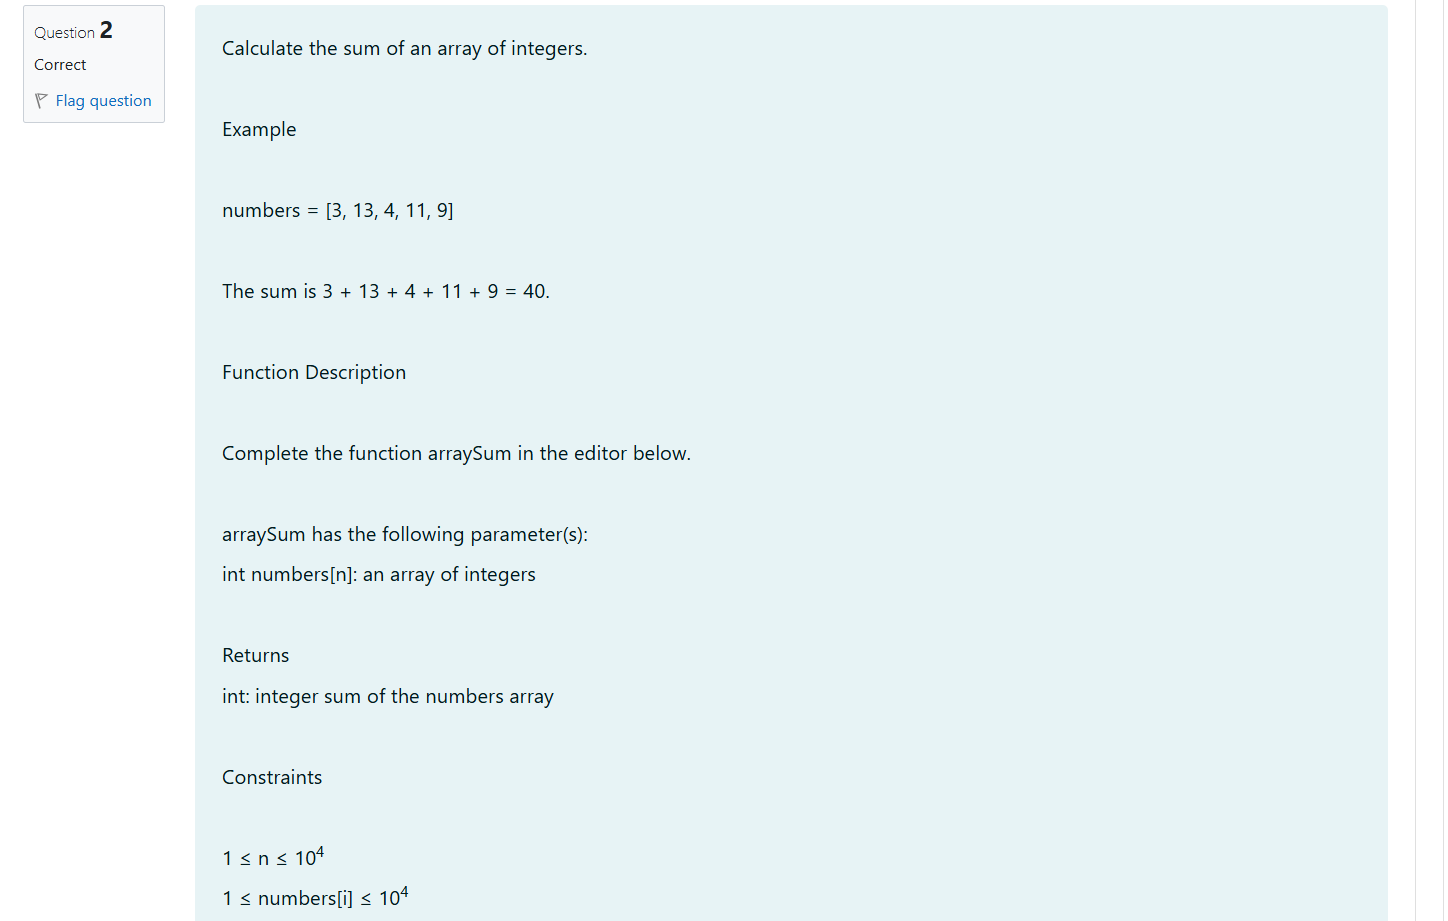 Question 2
Correct
Flag question
Calculate the sum of an array of integers.
Example
numbers = [3, 13, 4, 11, 9]
The sum is 3 + 13 + 4 + 11 + 9 = 40.
Function Description
Complete the function arraySum in the editor below.
arraySum has the following parameter(s):
int numbers[n]: an array of integers
Returns
int: integer sum of the numbers array
Constraints
1 ≤ n ≤ 10⁴
1 ≤ numbers[i] ≤ 10⁴